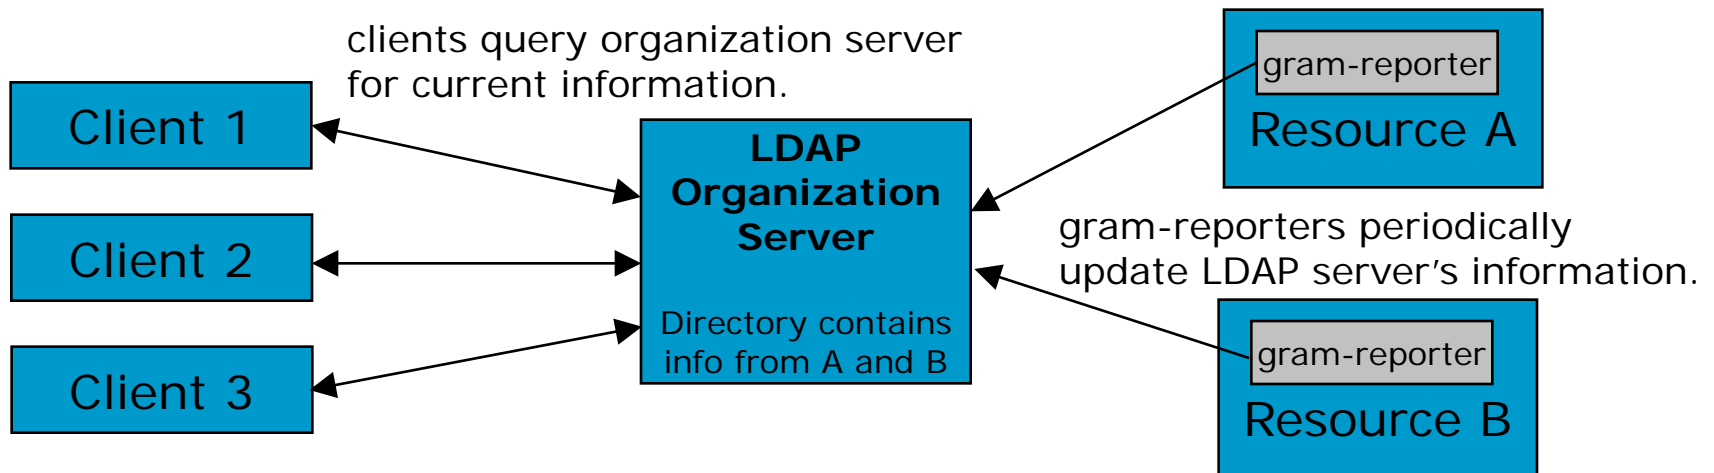 clients query organization server
for current information.
Client 1
Client 2
Client 3
LDAP
Organization
Server
Directory contains
info from A and B
gram-reporter
Resource A
gram-reporters periodically
update LDAP server's information.
gram-reporter
Resource B